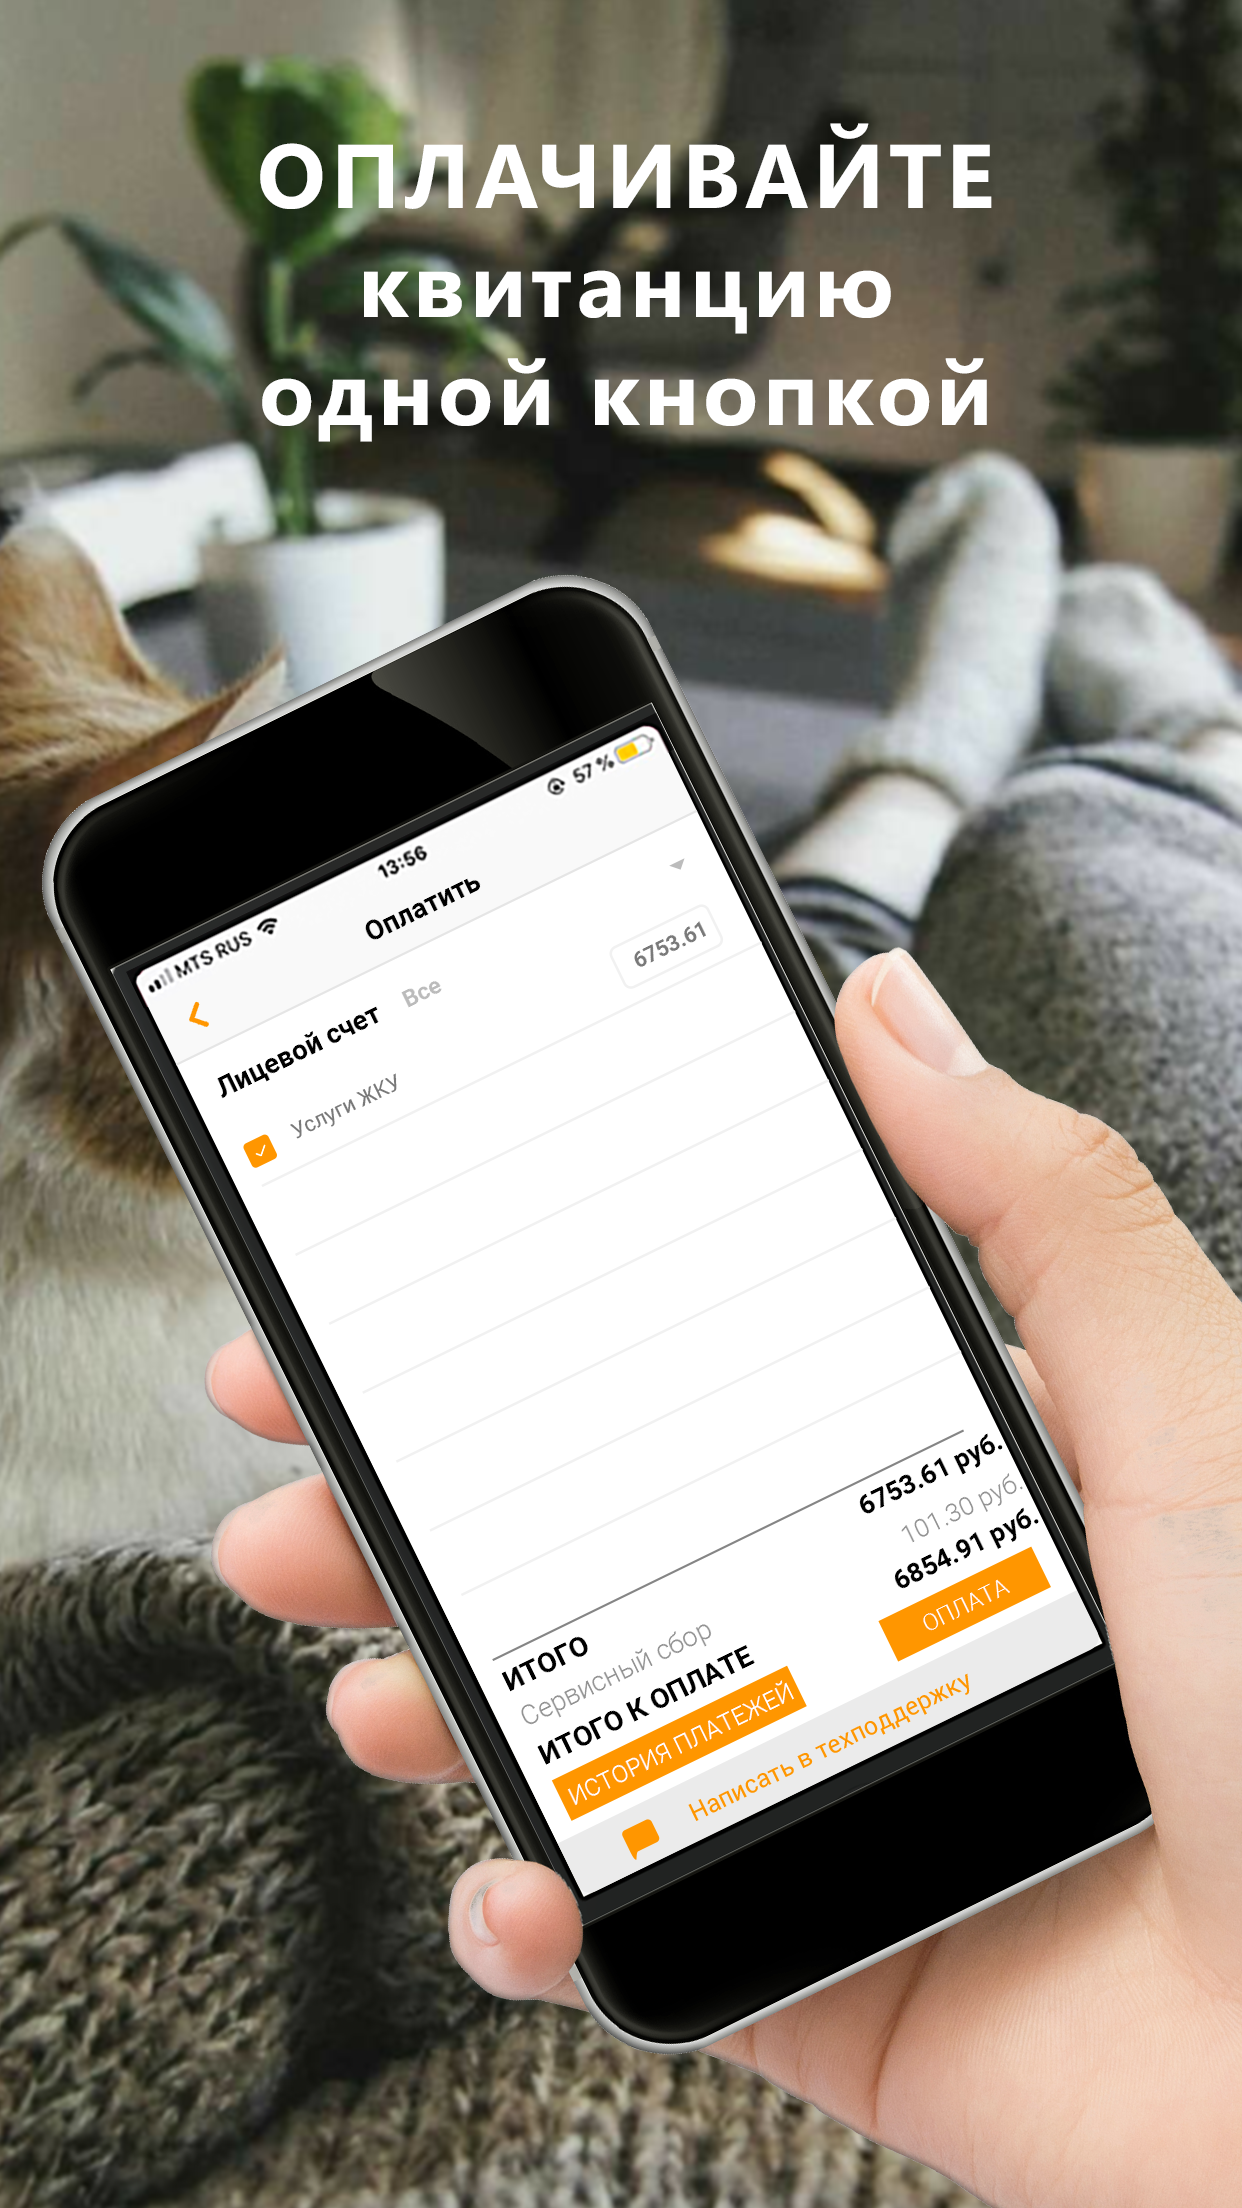 ОПЛАЧИВАЙТЕ
квитанцию
одной кнопкой
MTS RUS 13:56 57 %
Оплатить
Лицевой счет Все
Услуги ЖКУ 6753.61
ИТОГО 6753.61 руб.
Сервисный сбор 101.30 руб.
ИТОГО К ОПЛАТЕ 6854.91 руб.
ИСТОРИЯ ПЛАТЕЖЕЙ ОПЛАТА
Написать в техподдержку